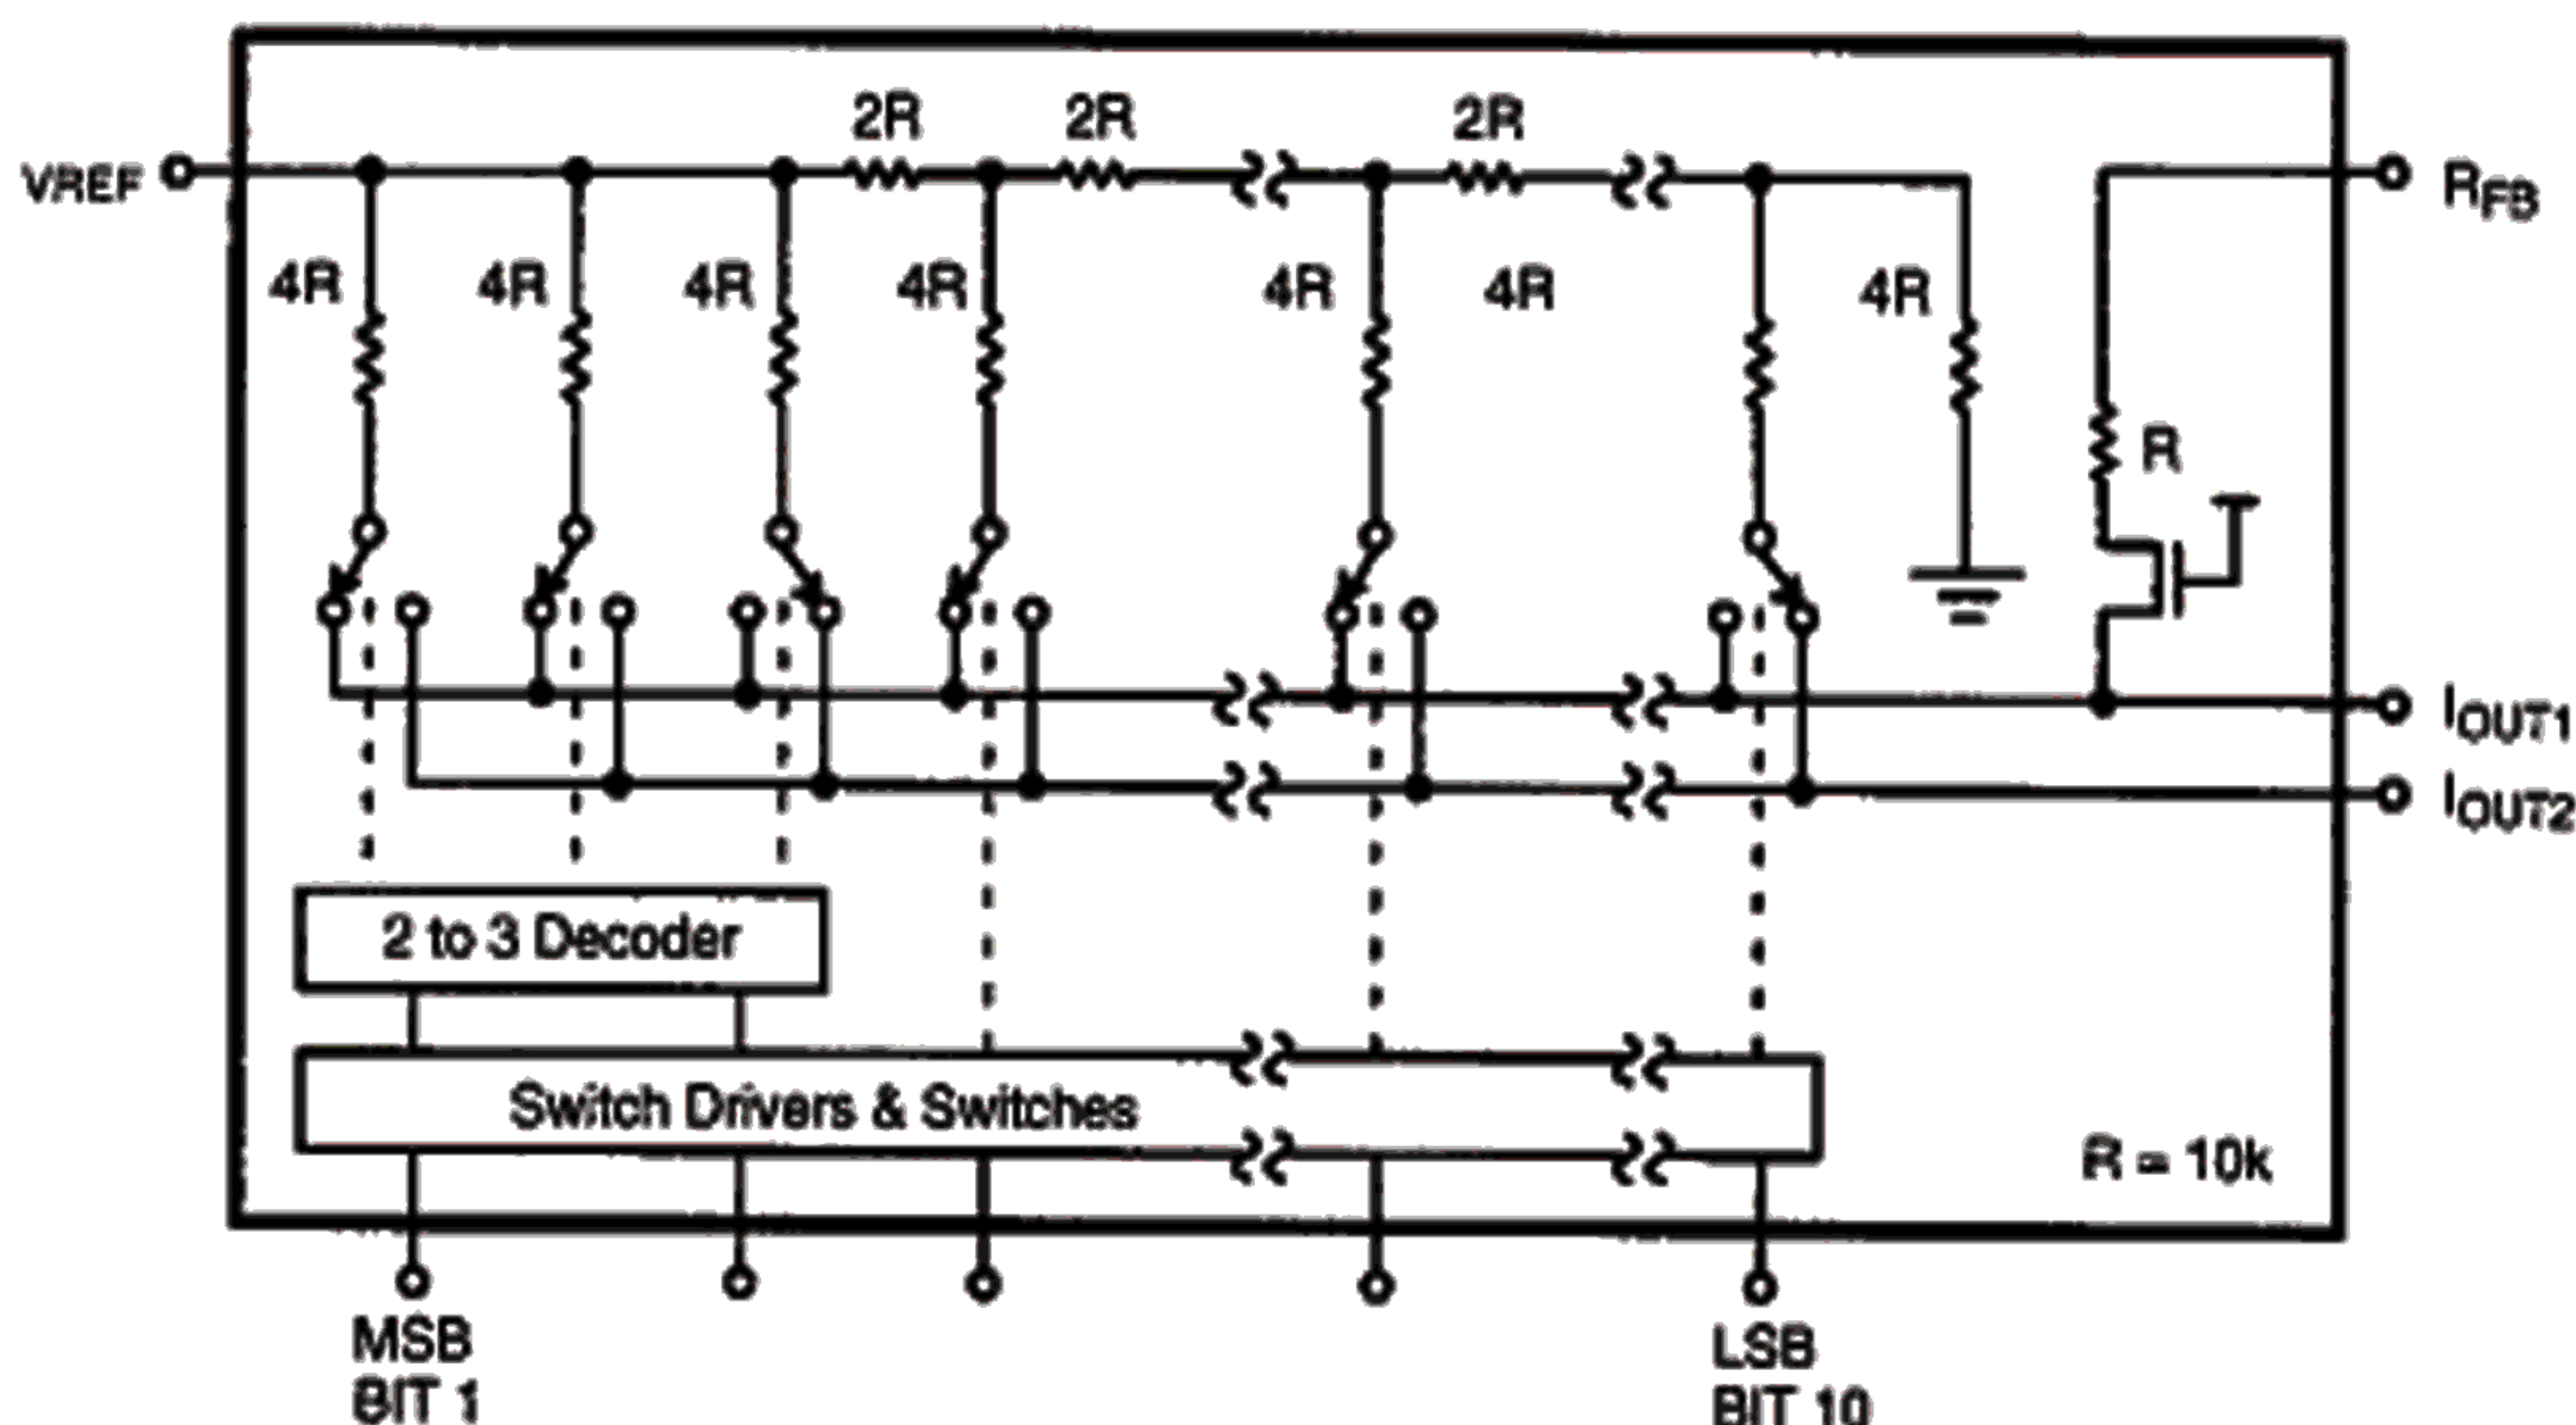 2R 2R 2R
VREF
RFB
4R 4R 4R 4R 4R 4R 4R
R
IOUT1
IOUT2
2 to 3 Decoder
Switch Drivers & Switches
R = 10k
MSB
BIT 1
LSB
BIT 10